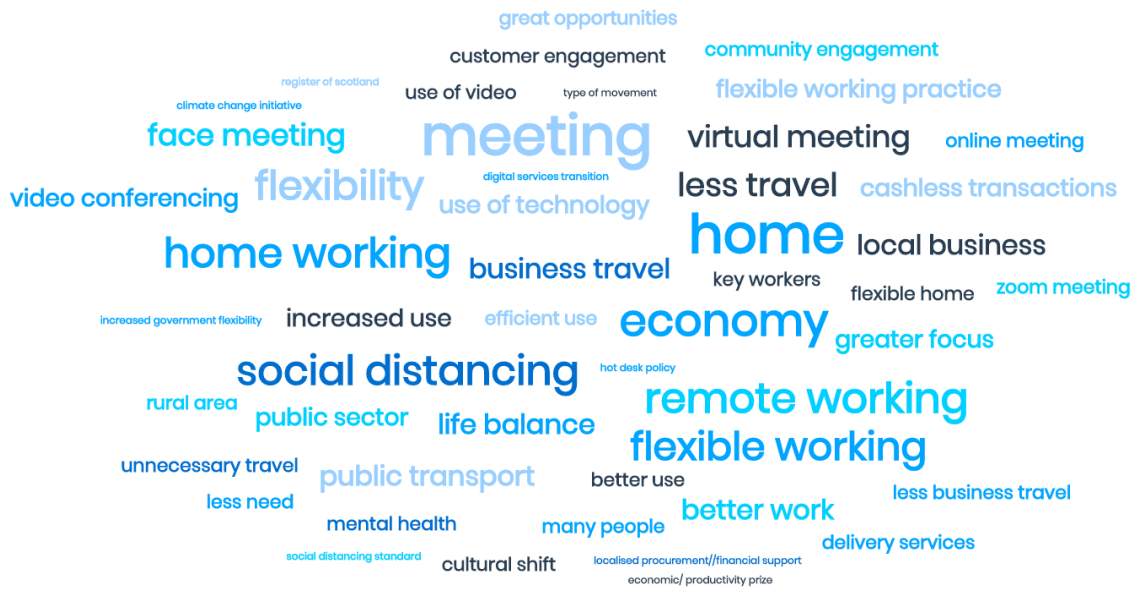 great opportunities
customer engagement
community engagement
register of scotland
use of video
type of movement
flexible working practice
climate change initiative
face meeting
meeting
virtual meeting
online meeting
video conferencing
flexibility
digital services transition
use of technology
less travel
cashless transactions
home
home working
business travel
local business
key workers
flexible home
zoom meeting
increased government flexibility
increased use
efficient use
economy
greater focus
social distancing
hot desk policy
remote working
rural area
public sector
life balance
flexible working
unnecessary travel
public transport
better use
less business travel
less need
better work
mental health
many people
delivery services
social distancing standard
cultural shift
localised procurement//financial support
economic/ productivity prize